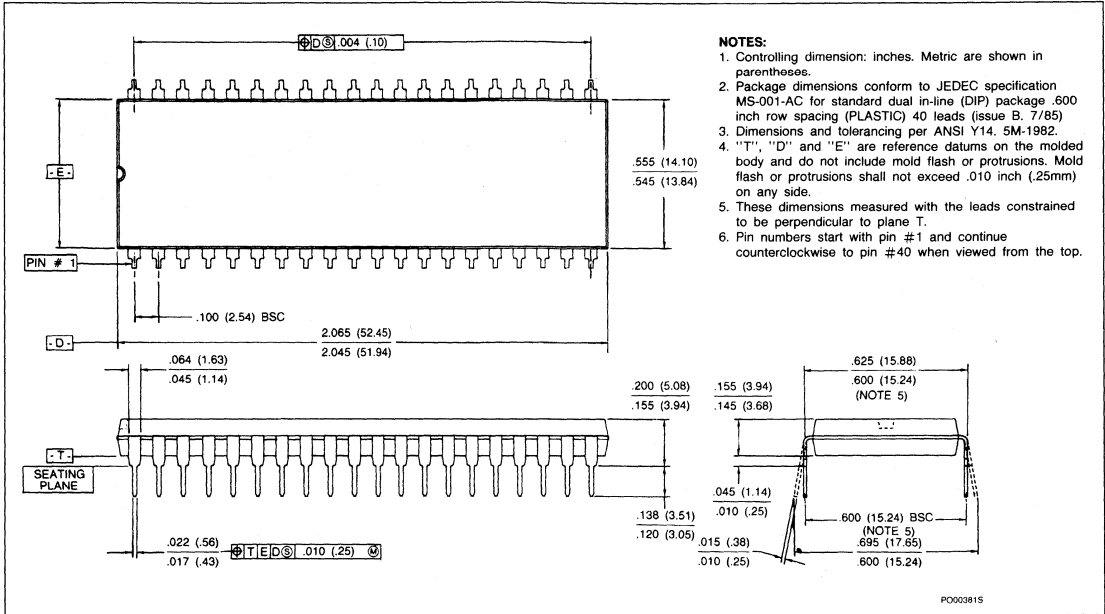 ⌖ D Ⓢ .004 (.10)
NOTES:
1. Controlling dimension: inches. Metric are shown in
parentheses.
2. Package dimensions conform to JEDEC specification
MS-001-AC for standard dual in-line (DIP) package .600
inch row spacing (PLASTIC) 40 leads (issue B. 7/85)
3. Dimensions and tolerancing per ANSI Y14. 5M-1982.
4. "T", "D" and "E" are reference datums on the molded
body and do not include mold flash or protrusions. Mold
flash or protrusions shall not exceed .010 inch (.25mm)
on any side.
5. These dimensions measured with the leads constrained
to be perpendicular to plane T.
6. Pin numbers start with pin #1 and continue
counterclockwise to pin #40 when viewed from the top.
- E -
.555 (14.10)
.545 (13.84)
PIN # 1
.100 (2.54) BSC
- D -
2.065 (52.45)
2.045 (51.94)
.064 (1.63)
.045 (1.14)
.200 (5.08)
.155 (3.94)
.155 (3.94)
.145 (3.68)
.625 (15.88)
.600 (15.24)
(NOTE 5)
- T -
SEATING
PLANE
.138 (3.51)
.120 (3.05)
.045 (1.14)
.010 (.25)
.600 (15.24) BSC
(NOTE 5)
.695 (17.65)
.600 (15.24)
.015 (.38)
.010 (.25)
.022 (.56)
.017 (.43)
⌖ T E D Ⓢ .010 (.25) Ⓜ
PO00381S